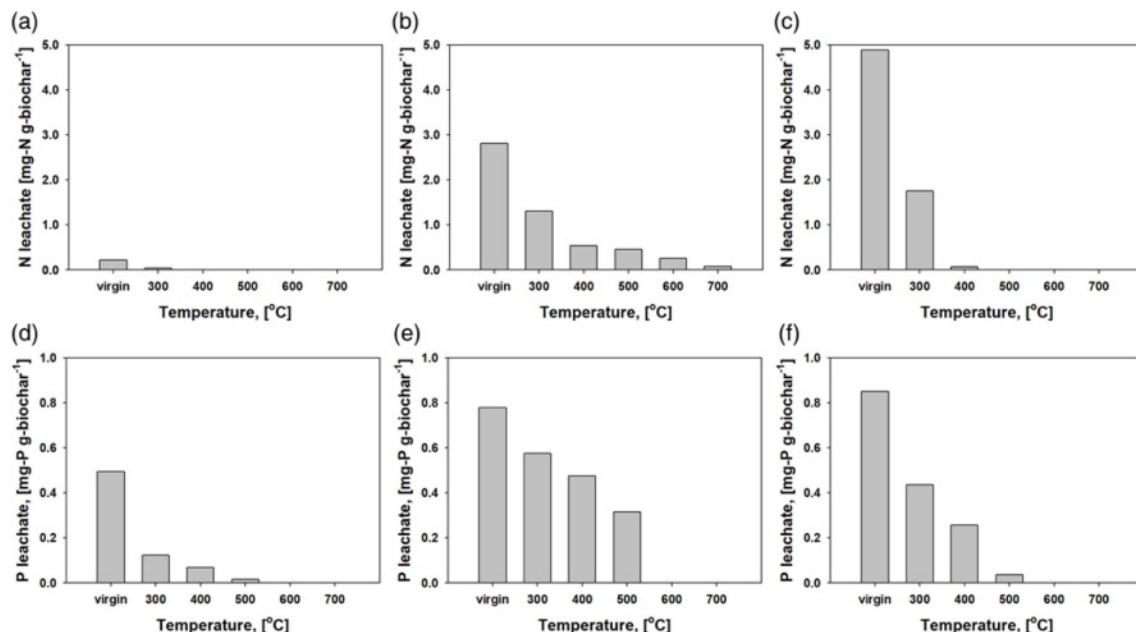 (a)
N leachate [mg-N g-biochar⁻¹]
5.0
4.0
3.0
2.0
1.0
0.0
virgin 300 400 500 600 700
Temperature, [°C]
(b)
N leachate [mg-N g-biochar⁻¹]
5.0
4.0
3.0
2.0
1.0
0.0
virgin 300 400 500 600 700
Temperature, [°C]
(c)
N leachate [mg-N g-biochar⁻¹]
5.0
4.0
3.0
2.0
1.0
0.0
virgin 300 400 500 600 700
Temperature, [°C]
(d)
P leachate, [mg-P g-biochar⁻¹]
1.0
0.8
0.6
0.4
0.2
0.0
virgin 300 400 500 600 700
Temperature, [°C]
(e)
P leachate, [mg-P g-biochar⁻¹]
1.0
0.8
0.6
0.4
0.2
0.0
virgin 300 400 500 600 700
Temperature, [°C]
(f)
P leachate, [mg-P g-biochar⁻¹]
1.0
0.8
0.6
0.4
0.2
0.0
virgin 300 400 500 600 700
Temperature, [°C]